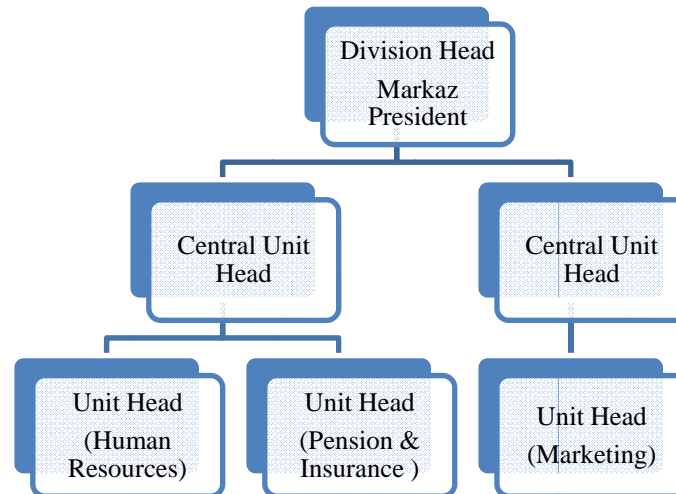 Division Head
Markaz
President
Central Unit
Head
Central Unit
Head
Unit Head
(Human
Resources)
Unit Head
(Pension &
Insurance )
Unit Head
(Marketing)